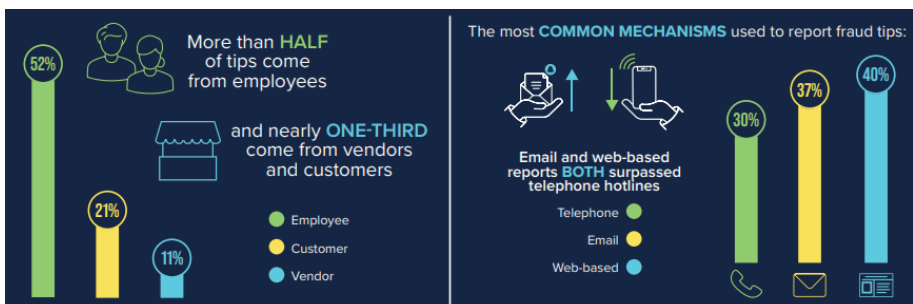 52%
More than HALF
of tips come
from employees
and nearly ONE-THIRD
come from vendors
and customers
21%
11%
Employee
Customer
Vendor
The most COMMON MECHANISMS used to report fraud tips:
Email and web-based
reports BOTH surpassed
telephone hotlines
Telephone
Email
Web-based
30%
37%
40%